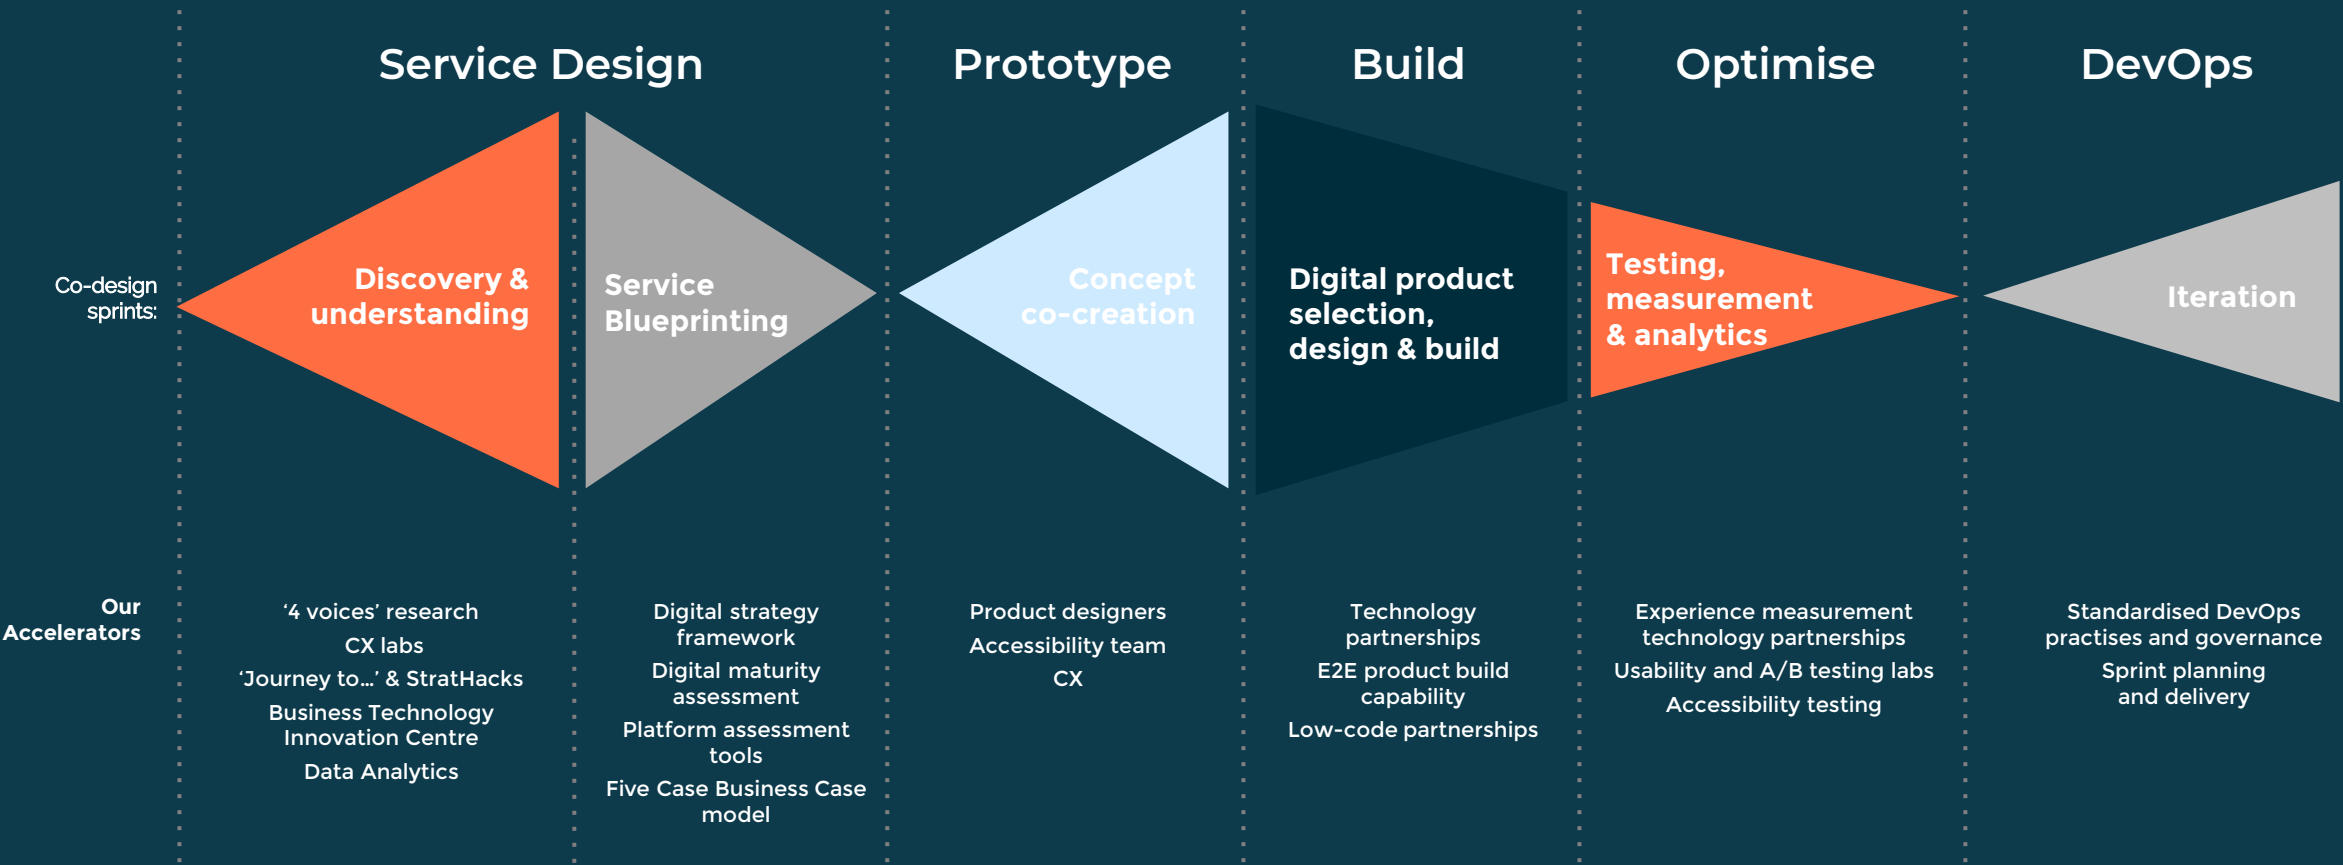 Service Design
Prototype
Build
Optimise
DevOps
Co-design
sprints:
Discovery &
understanding
Service
Blueprinting
Concept
co-creation
Digital product
selection,
design & build
Testing,
measurement
& analytics
Iteration
Our
Accelerators
‘4 voices’ research
CX labs
‘Journey to...’ & StratHacks
Business Technology
Innovation Centre
Data Analytics
Digital strategy
framework
Digital maturity
assessment
Platform assessment
tools
Five Case Business Case
model
Product designers
Accessibility team
CX
Technology
partnerships
E2E product build
capability
Low-code partnerships
Experience measurement
technology partnerships
Usability and A/B testing labs
Accessibility testing
Standardised DevOps
practises and governance
Sprint planning
and delivery